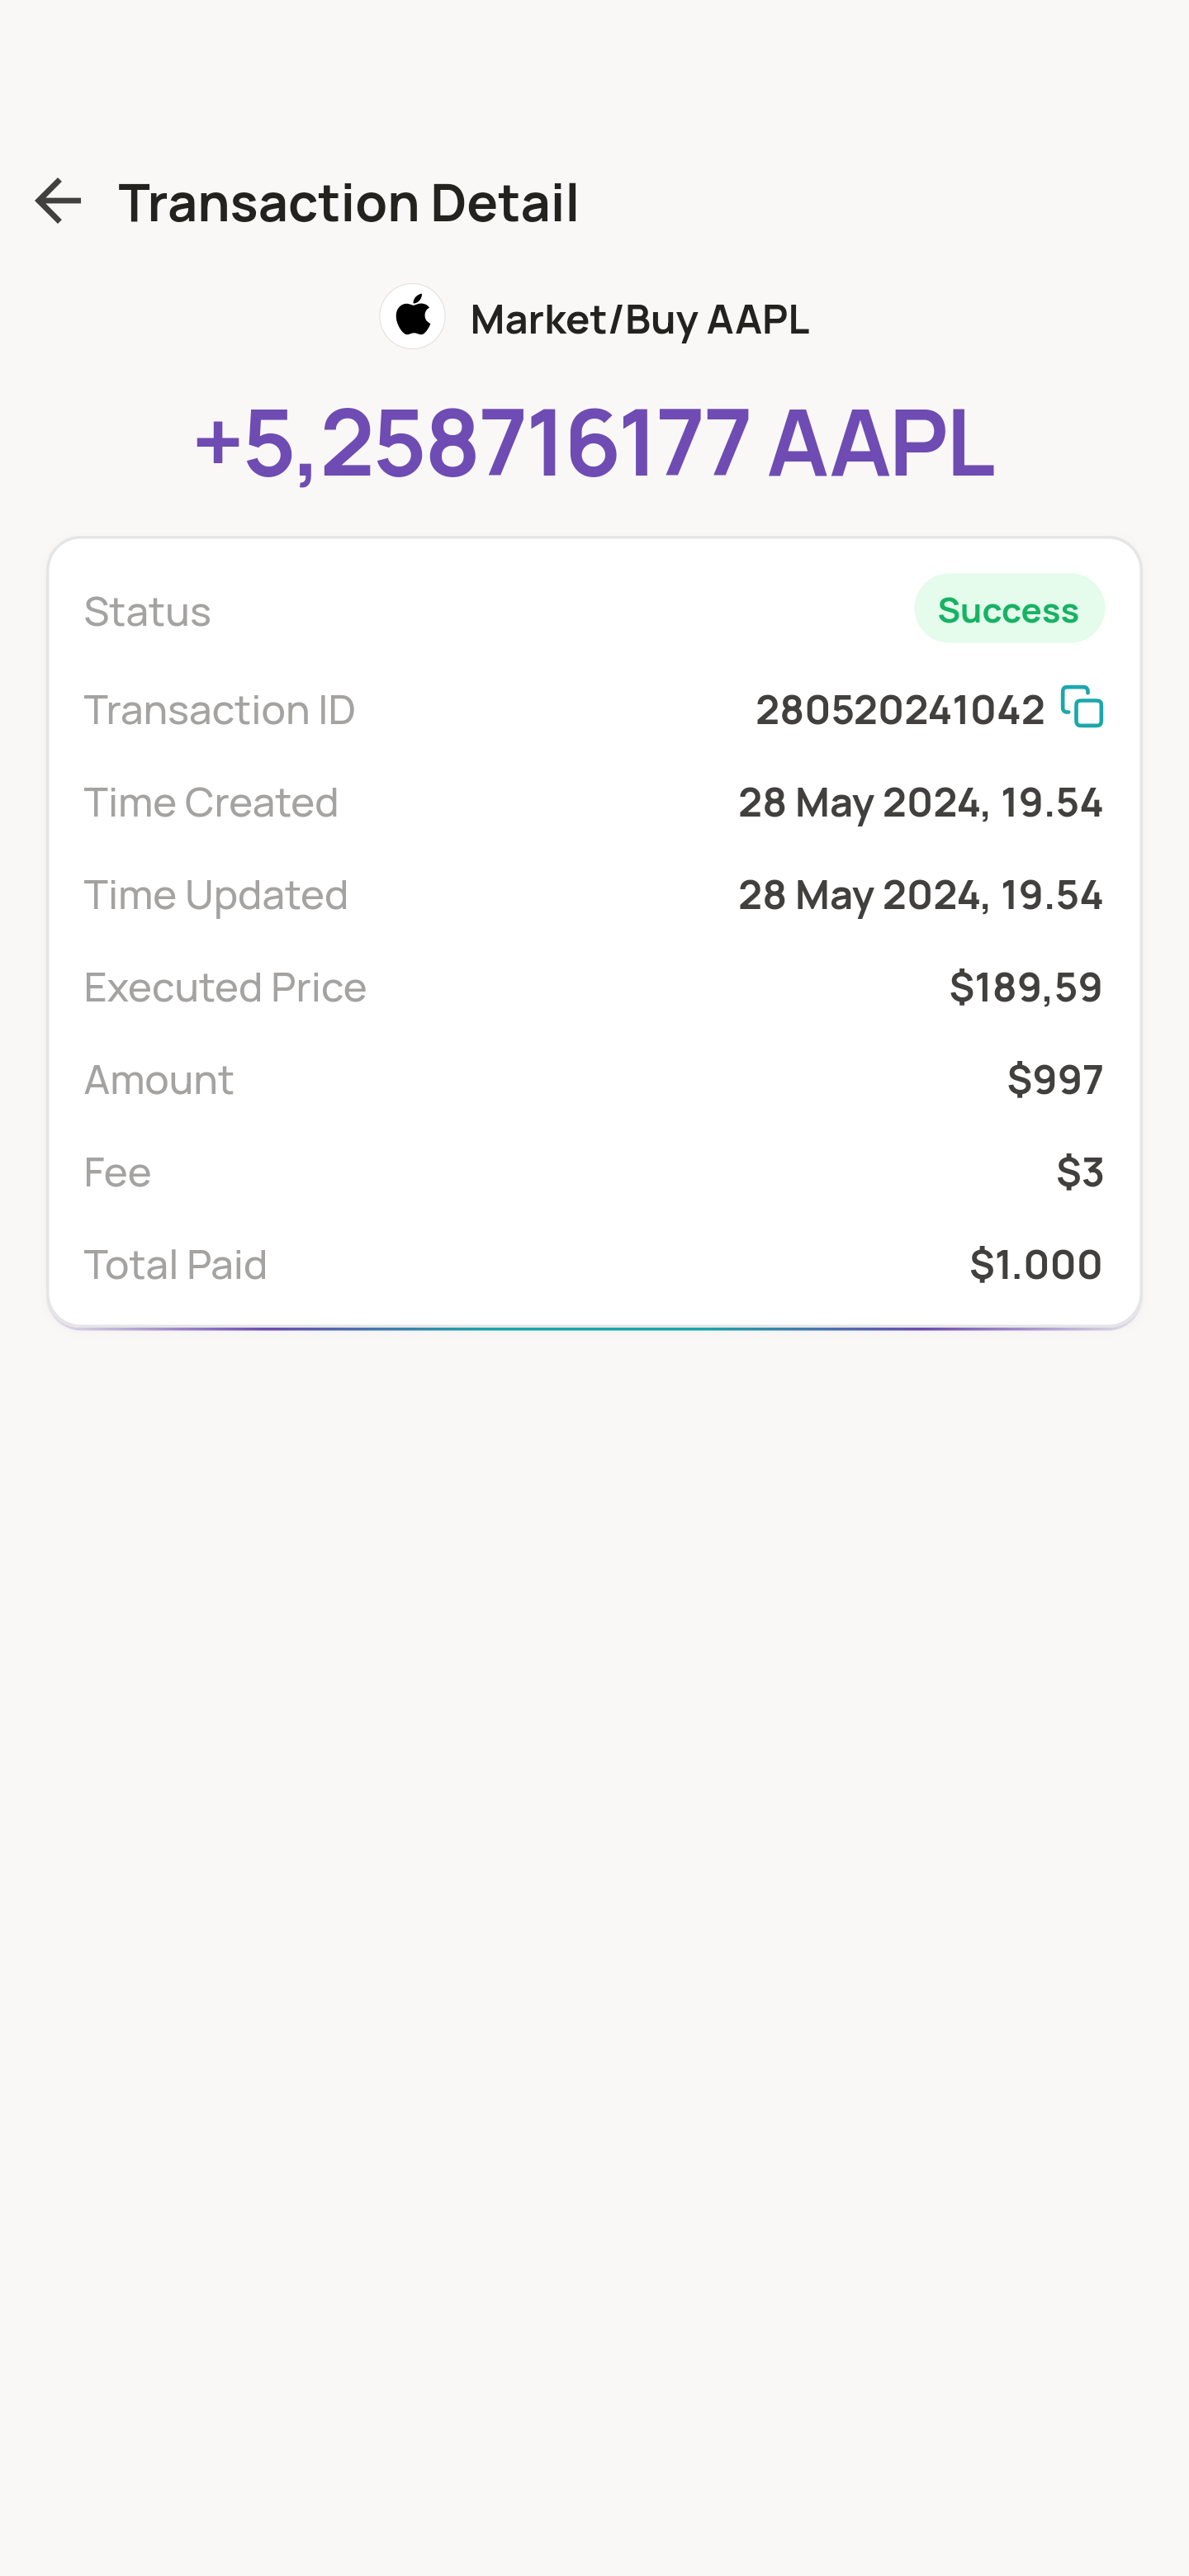 Transaction Detail
Market/Buy AAPL
+5,258716177 AAPL
Status Success
Transaction ID 280520241042
Time Created 28 May 2024, 19.54
Time Updated 28 May 2024, 19.54
Executed Price $189,59
Amount $997
Fee $3
Total Paid $1.000